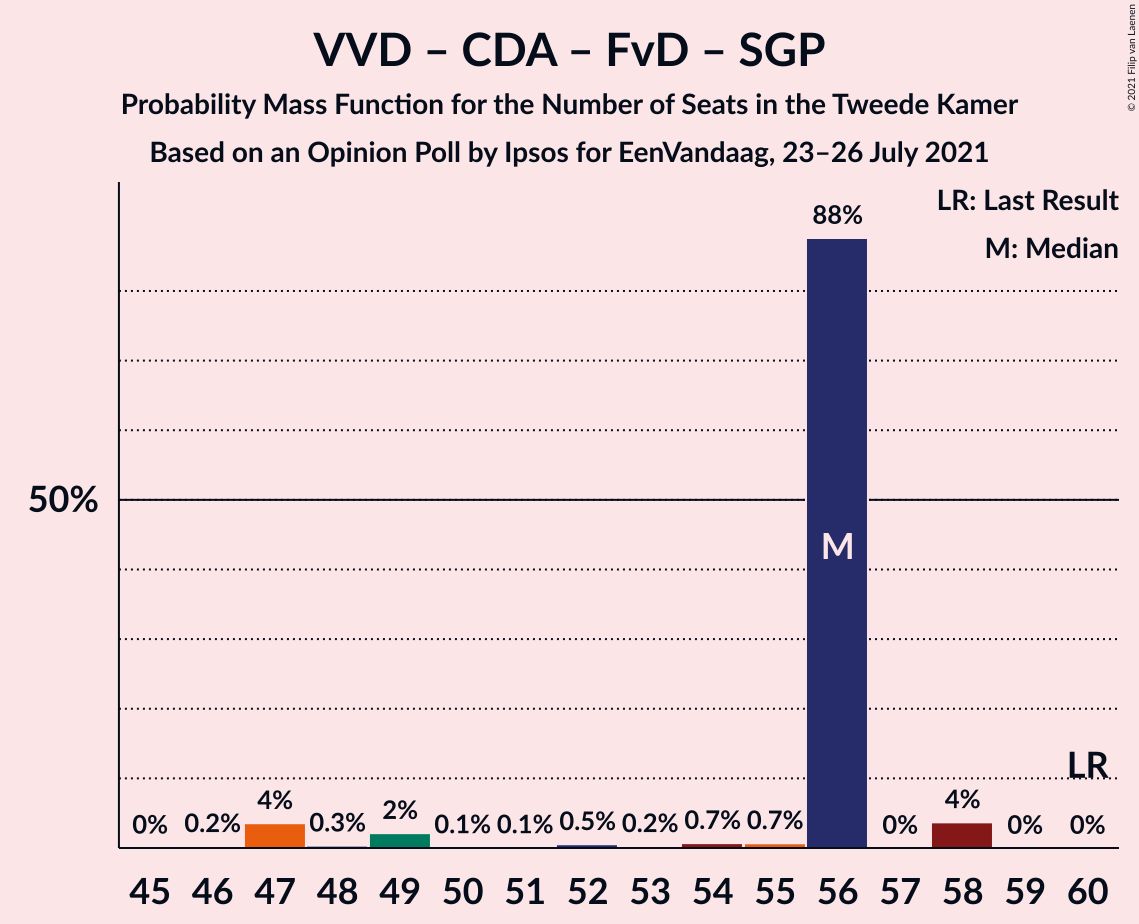 VVD – CDA – FvD – SGP
Probability Mass Function for the Number of Seats in the Tweede Kamer
Based on an Opinion Poll by Ipsos for EenVandaag, 23–26 July 2021
© 2021 Filip van Laenen
LR: Last Result
M: Median
50%
0% 0.2% 4% 0.3% 2% 0.1% 0.1% 0.5% 0.2% 0.7% 0.7% 88% 0% 4% 0% 0%
M
LR
45 46 47 48 49 50 51 52 53 54 55 56 57 58 59 60